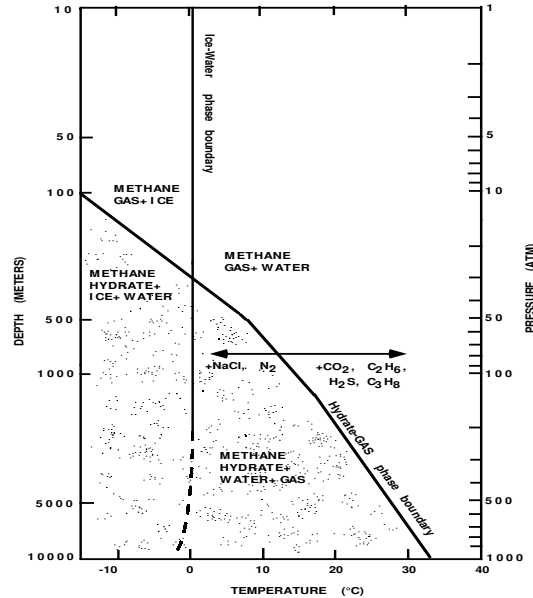 10
50
100
500
1000
5000
10000
DEPTH (METERS)
Ice-Water phase boundary
METHANE
GAS+ICE
METHANE
GAS+WATER
METHANE
HYDRATE+
ICE+WATER
+NaCl, N2
+CO2, C2H6,
H2S, C3H8
METHANE
HYDRATE+
WATER+GAS
Hydrate-GAS phase boundary
1
5
10
50
100
500
1000
PRESSURE (ATM)
-10 0 10 20 30 40
TEMPERATURE (°C)